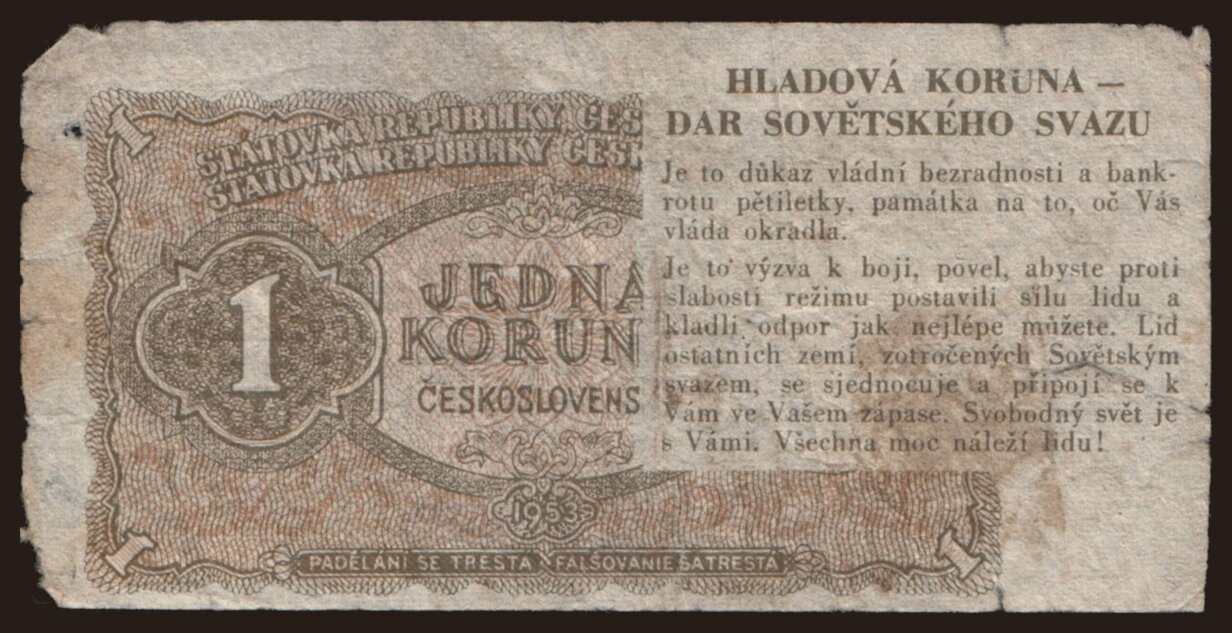 HLADOVÁ KORUNA —
DAR SOVĚTSKÉHO SVAZU
Je to důkaz vládní bezradnosti a bank-
rotu pětiletky, památka na to, oč Vás
vláda okradla.
Je to výzva k boji, povel, abyste proti
slabosti režimu postavili sílu lidu a
kladli odpor jak nejlépe můžete. Lid
ostatních zemí, zotročených Sovětským
svazem, se sjednocuje a připojí se k
Vám ve Vašem zápase. Svobodný svět je
s Vámi. Všechna moc náleží lidu!
1
STÁTOVKA REPUBLIKY ČES
ŠTÁTOVKA REPUBLIKY ČESK
1
JEDNA
KORUN
ČESKOSLOVENS
1953
1
PADĚLÁNÍ SE TRESTÁ FALŠOVANIE SA TRESTÁ
1